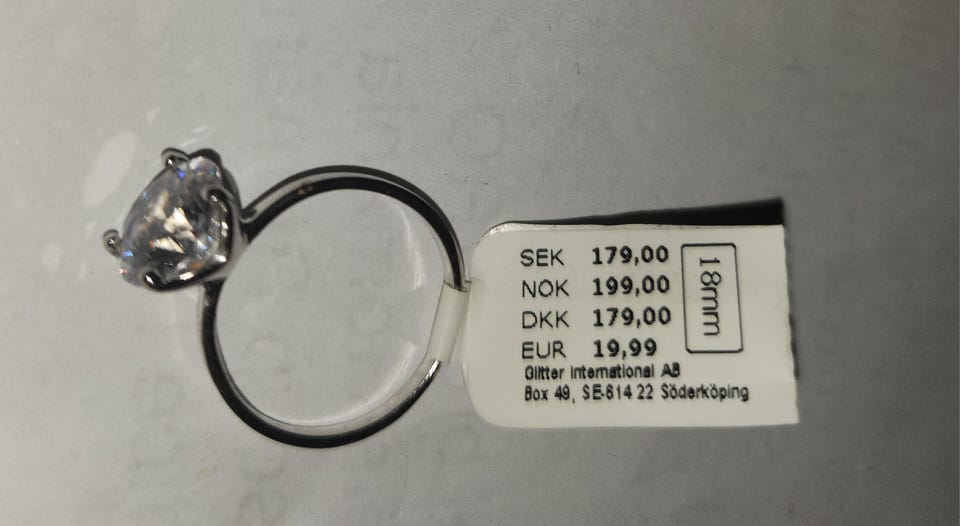 SEK 179,00
NOK 199,00
DKK 179,00
EUR 19,99
Glitter International AB
Box 49, SE-614 22 Söderköping
18mm